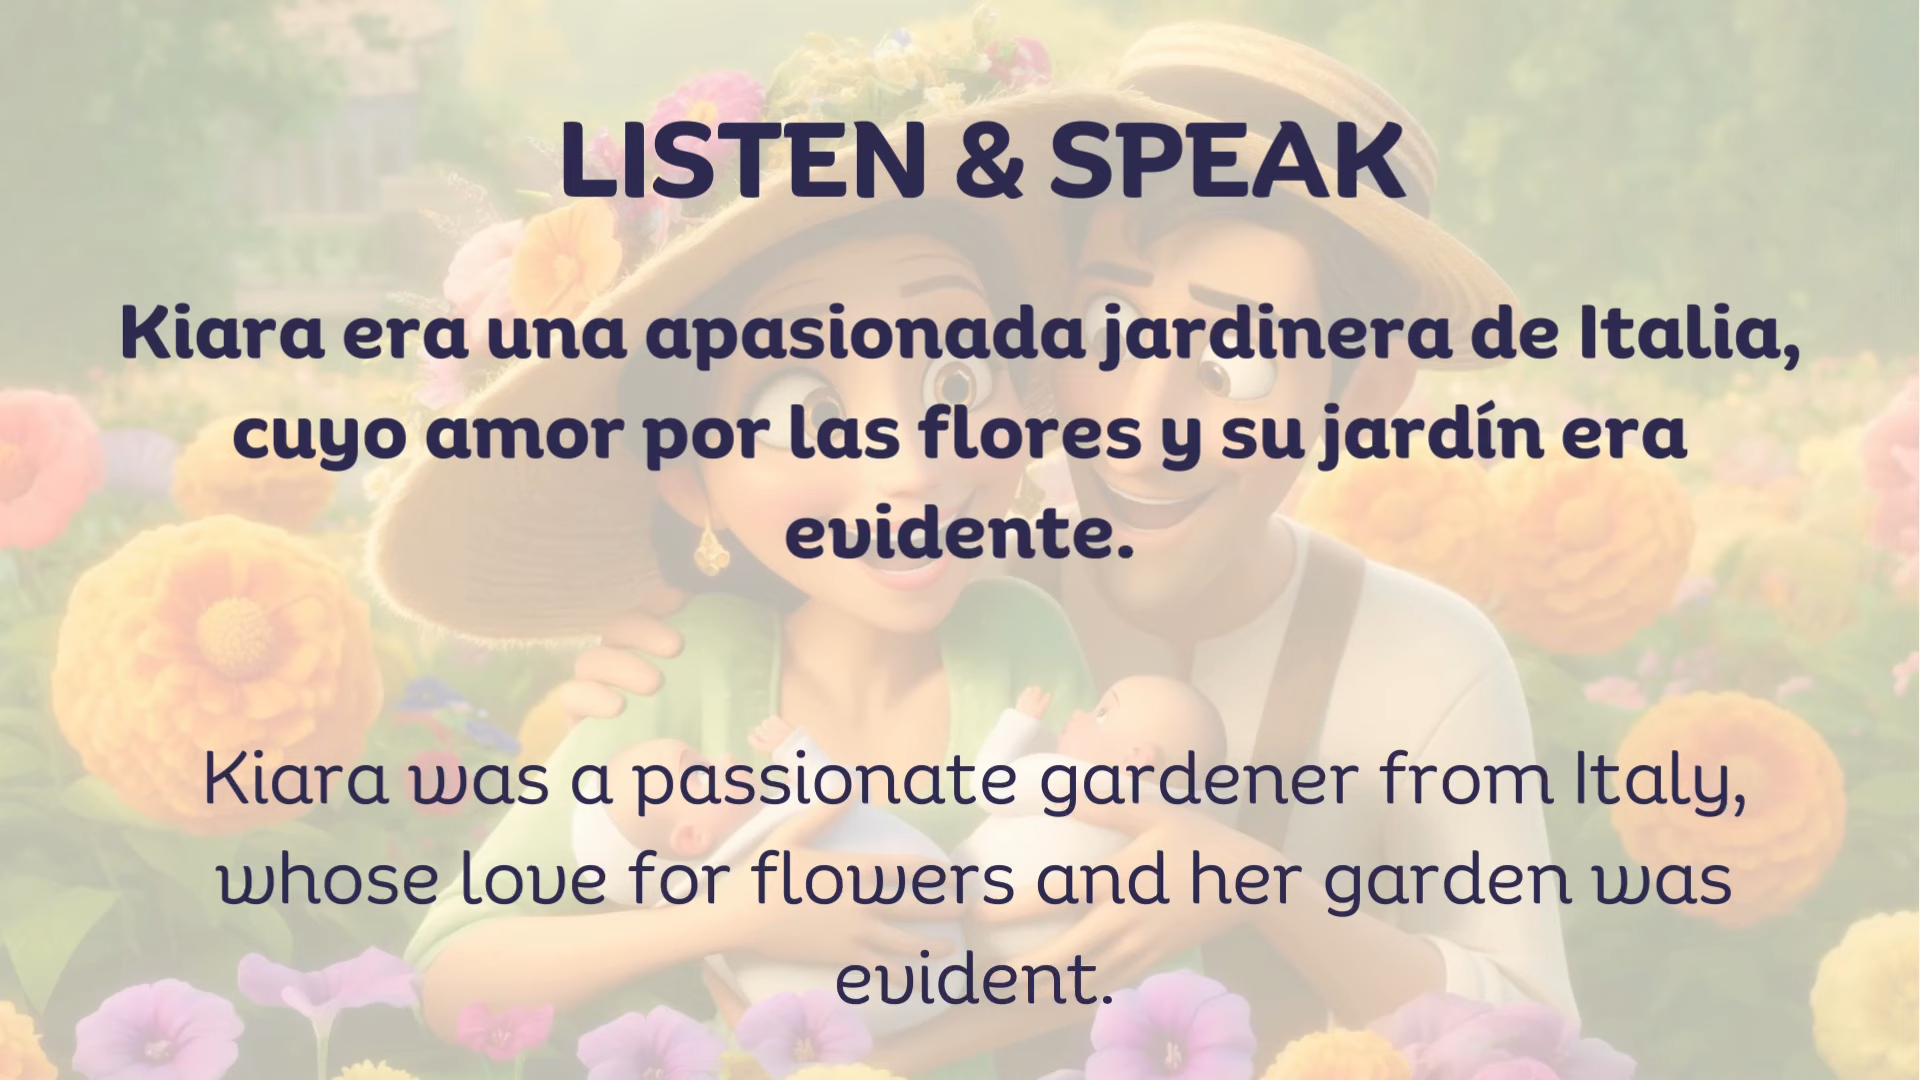 LISTEN & SPEAK
Kiara era una apasionada jardinera de Italia,
cuyo amor por las flores y su jardín era
evidente.
Kiara was a passionate gardener from Italy,
whose love for flowers and her garden was
evident.